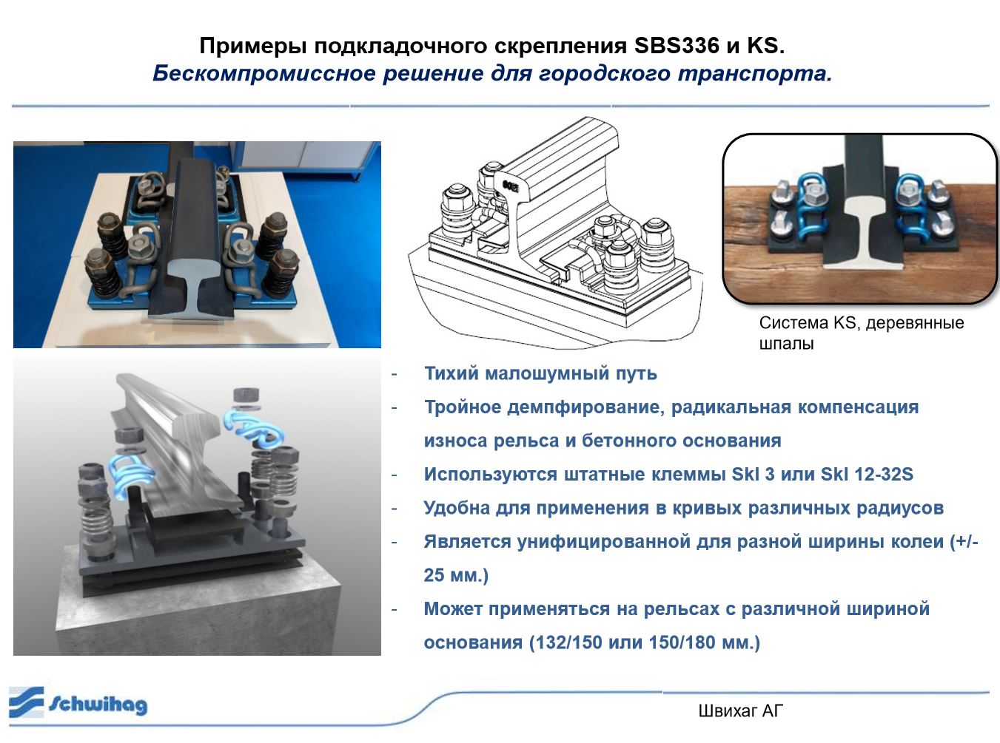 Примеры подкладочного скрепления SBS336 и KS.
Бескомпромиссное решение для городского транспорта.
Система KS, деревянные
шпалы
- Тихий малошумный путь
- Тройное демпфирование, радикальная компенсация
износа рельса и бетонного основания
- Используются штатные клеммы Skl 3 или Skl 12-32S
- Удобна для применения в кривых различных радиусов
- Является унифицированной для разной ширины колеи (+/-
25 мм.)
- Может применяться на рельсах с различной шириной
основания (132/150 или 150/180 мм.)
Schwihag
Швихаг АГ